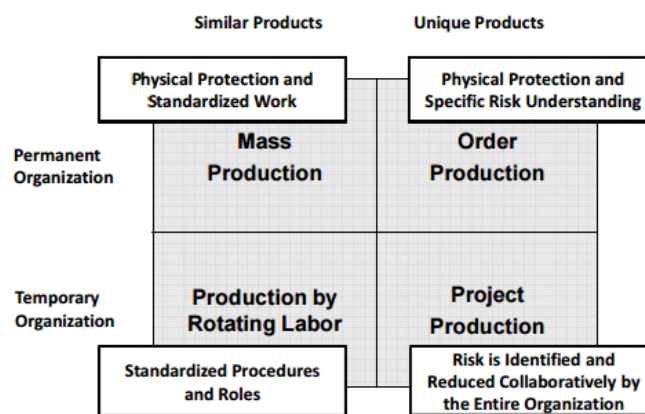 Similar Products
Unique Products
Physical Protection and
Standardized Work
Physical Protection and
Specific Risk Understanding
Permanent
Organization
Mass
Production
Order
Production
Temporary
Organization
Production by
Rotating Labor
Project
Production
Standardized Procedures
and Roles
Risk is Identified and
Reduced Collaboratively by
the Entire Organization